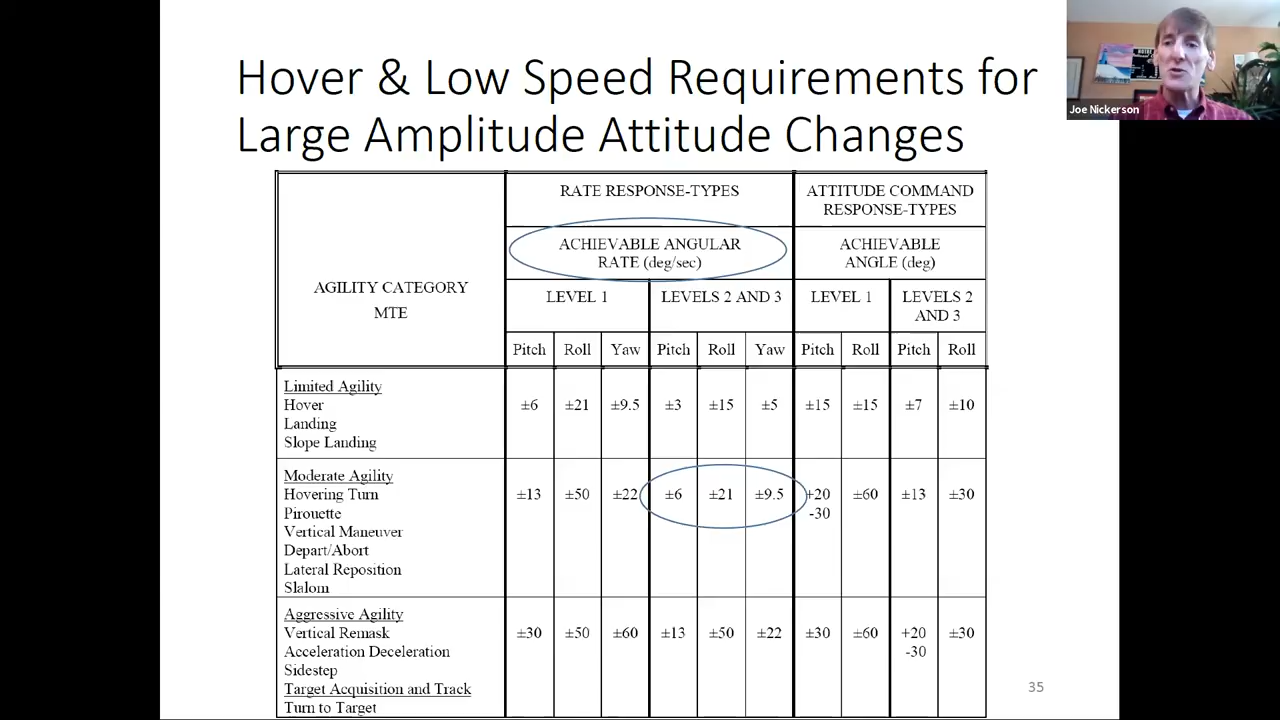 Hover & Low Speed Requirements for
Large Amplitude Attitude Changes
Joe Nickerson
AGILITY CATEGORY
MTE
RATE RESPONSE-TYPES
ATTITUDE COMMAND
RESPONSE-TYPES
ACHIEVABLE ANGULAR
RATE (deg/sec)
ACHIEVABLE
ANGLE (deg)
LEVEL 1
LEVELS 2 AND 3
LEVEL 1
LEVELS 2
AND 3
Pitch Roll Yaw Pitch Roll Yaw Pitch Roll Pitch Roll
Limited Agility
Hover ±6 ±21 ±9.5 ±3 ±15 ±5 ±15 ±15 ±7 ±10
Landing
Slope Landing
Moderate Agility
Hovering Turn ±13 ±50 ±22 ±6 ±21 ±9.5 +20 ±60 ±13 ±30
Pirouette -30
Vertical Maneuver
Depart/Abort
Lateral Reposition
Slalom
Aggressive Agility
Vertical Remask ±30 ±50 ±60 ±13 ±50 ±22 ±30 ±60 +20 ±30
Acceleration Deceleration -30
Sidestep
Target Acquisition and Track
Turn to Target
35